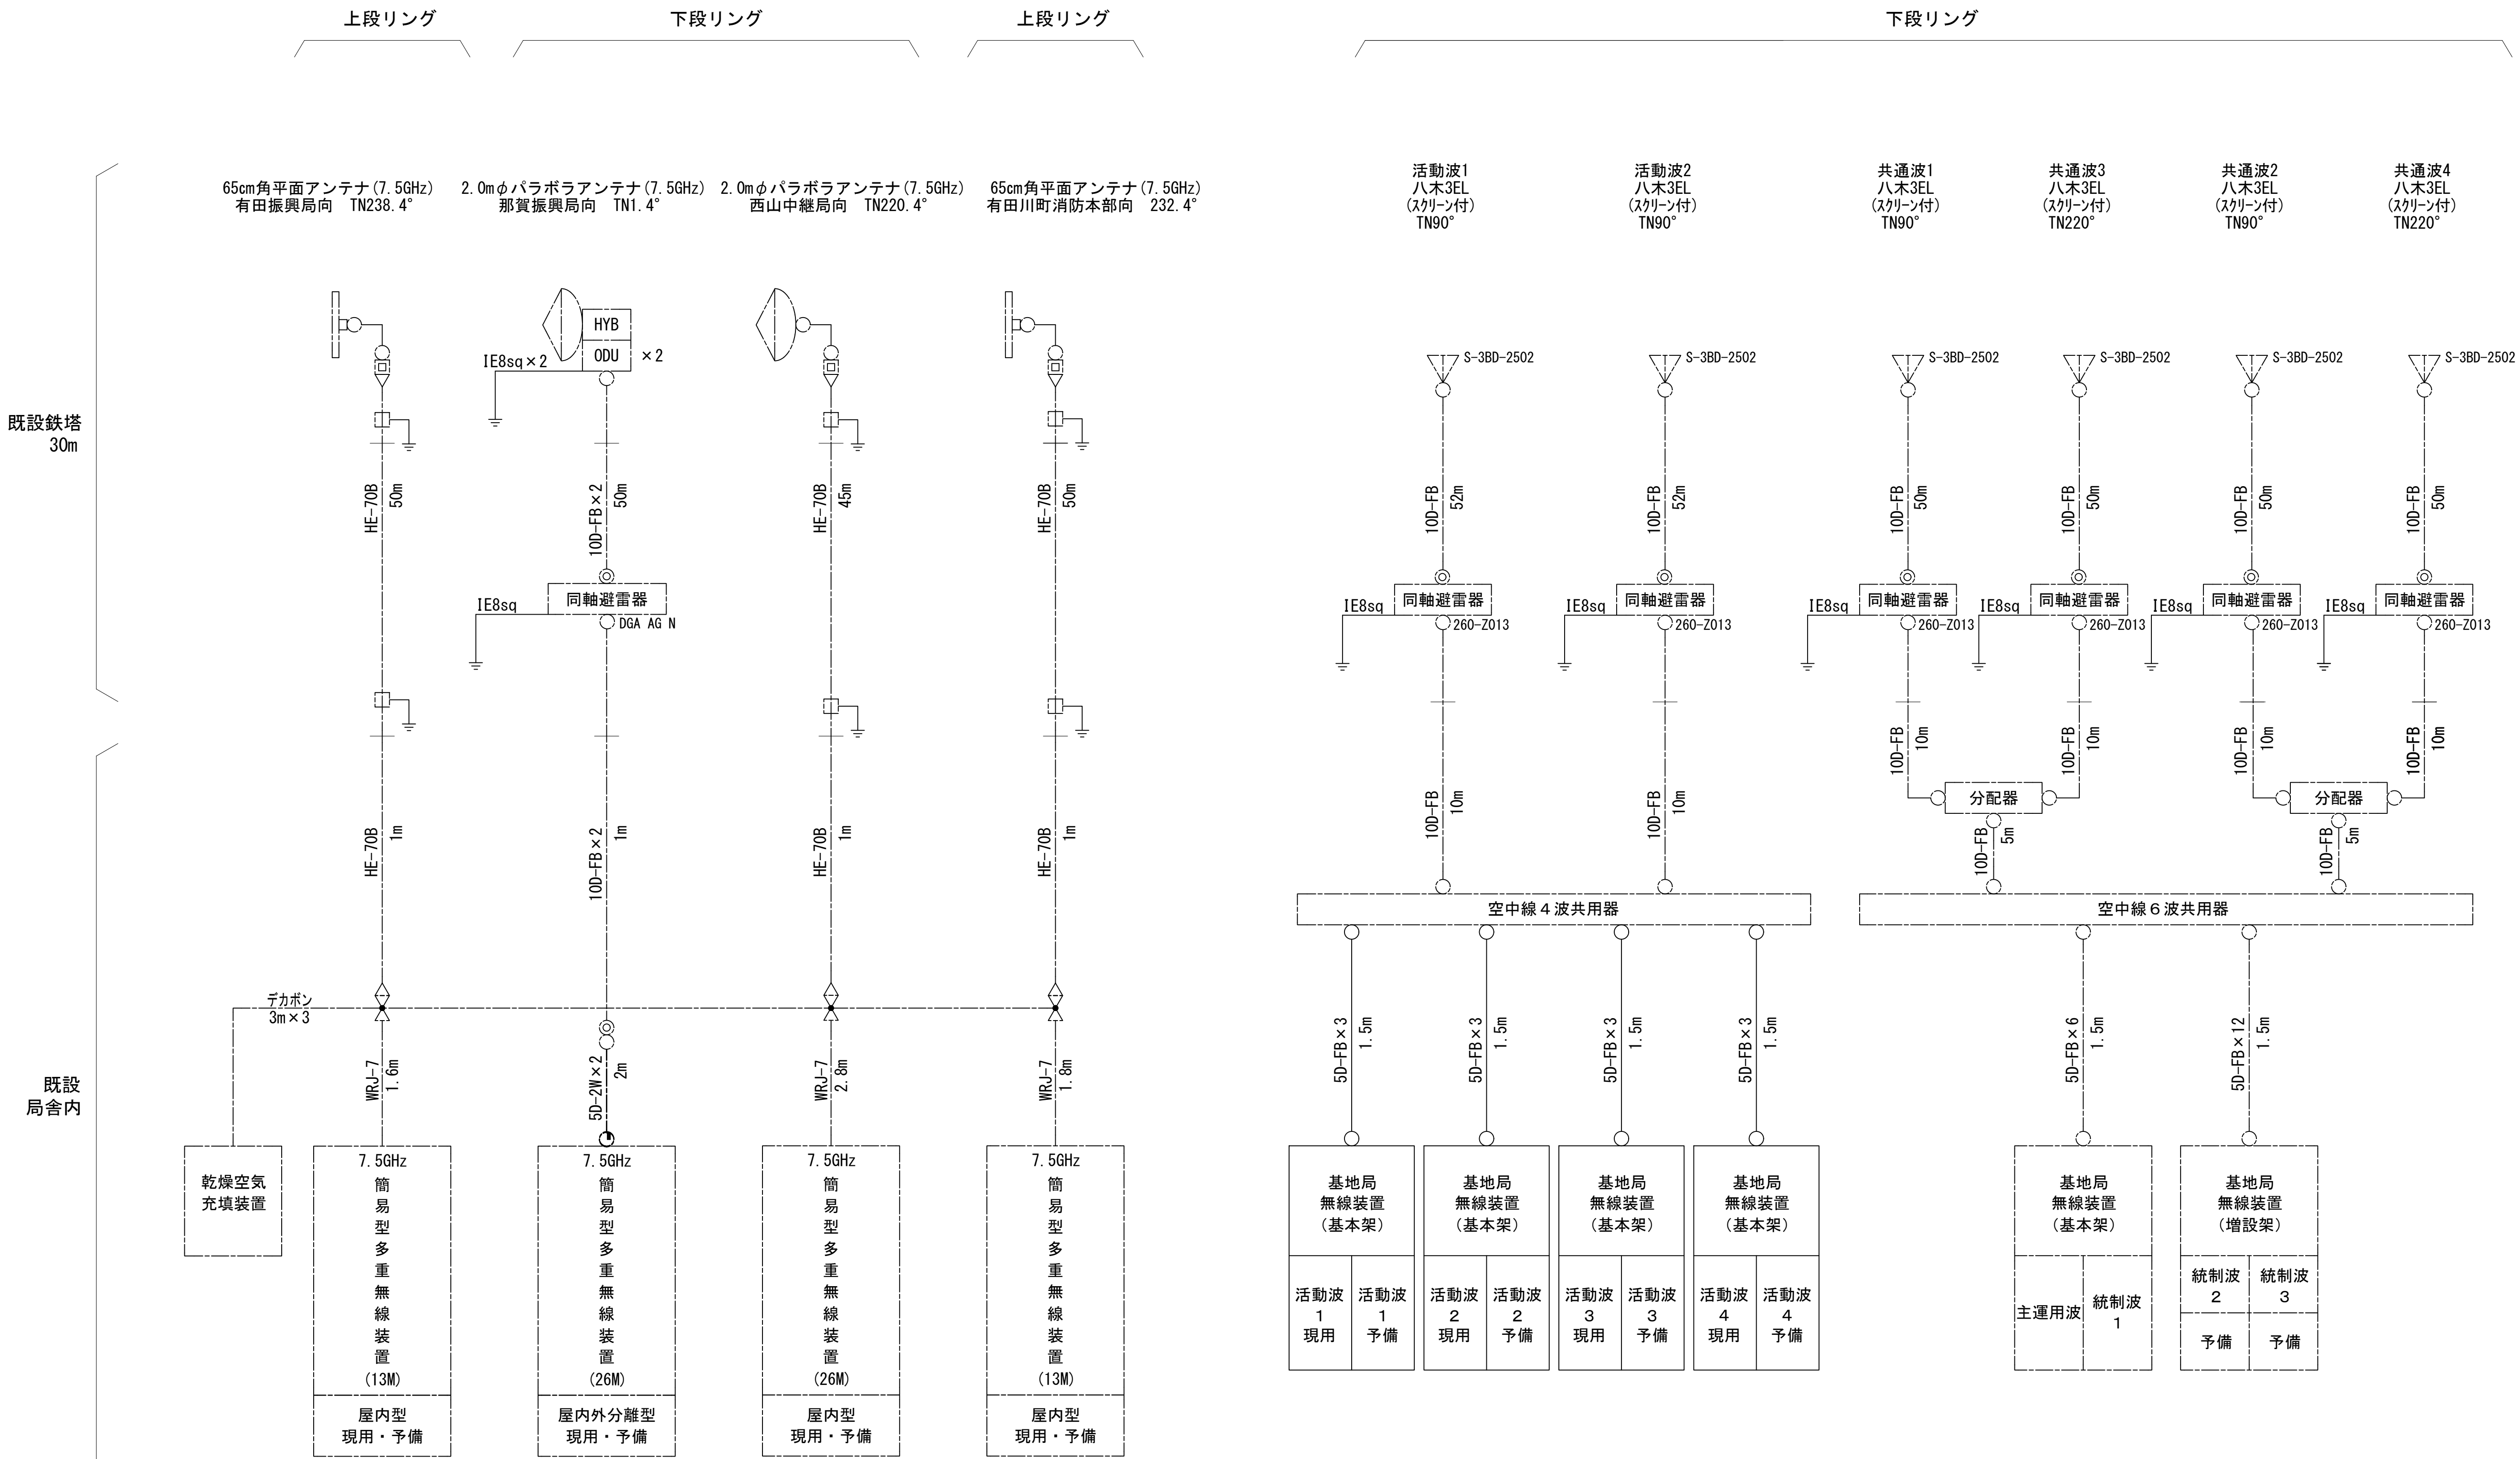 上段リング
下段リング
上段リング
下段リング
65cm角平面アンテナ(7.5GHz)
有田振興局向　TN238.4°
2.0mφパラボラアンテナ(7.5GHz)
那賀振興局向　TN1.4°
2.0mφパラボラアンテナ(7.5GHz)
西山中継局向　TN220.4°
65cm角平面アンテナ(7.5GHz)
有田川町消防本部向　232.4°
活動波1
八木3EL
(ｽｸﾘｰﾝ付)
TN90°
活動波2
八木3EL
(ｽｸﾘｰﾝ付)
TN90°
共通波1
八木3EL
(ｽｸﾘｰﾝ付)
TN90°
共通波3
八木3EL
(ｽｸﾘｰﾝ付)
TN220°
共通波2
八木3EL
(ｽｸﾘｰﾝ付)
TN90°
共通波4
八木3EL
(ｽｸﾘｰﾝ付)
TN220°
既設鉄塔
30m
HYB
ODU
×2
IE8sq×2
S-3BD-2502
S-3BD-2502
S-3BD-2502
S-3BD-2502
S-3BD-2502
S-3BD-2502
HE-70B
50m
10D-FB×2
50m
HE-70B
45m
HE-70B
50m
10D-FB
52m
10D-FB
52m
10D-FB
50m
10D-FB
50m
10D-FB
50m
10D-FB
50m
IE8sq
同軸避雷器
DGA AG N
IE8sq
同軸避雷器
260-Z013
IE8sq
同軸避雷器
260-Z013
IE8sq
同軸避雷器
260-Z013
IE8sq
同軸避雷器
260-Z013
IE8sq
同軸避雷器
260-Z013
IE8sq
同軸避雷器
260-Z013
既設
局舎内
HE-70B
1m
10D-FB×2
1m
HE-70B
1m
HE-70B
1m
10D-FB
10m
10D-FB
10m
10D-FB
10m
10D-FB
10m
10D-FB
10m
10D-FB
10m
分配器
分配器
10D-FB
5m
10D-FB
5m
空中線４波共用器
空中線６波共用器
デカボン
3m×3
WRJ-7
1.6m
5D-2W×2
2m
WRJ-7
2.8m
WRJ-7
1.8m
5D-FB×3
1.5m
5D-FB×3
1.5m
5D-FB×3
1.5m
5D-FB×3
1.5m
5D-FB×6
1.5m
5D-FB×12
1.5m
乾燥空気
充填装置
7.5GHz
簡易型多重無線装置
(13M)
屋内型
現用・予備
7.5GHz
簡易型多重無線装置
(26M)
屋内外分離型
現用・予備
7.5GHz
簡易型多重無線装置
(26M)
屋内型
現用・予備
7.5GHz
簡易型多重無線装置
(13M)
屋内型
現用・予備
基地局
無線装置
(基本架)
活動波
1
現用
活動波
1
予備
基地局
無線装置
(基本架)
活動波
2
現用
活動波
2
予備
基地局
無線装置
(基本架)
活動波
3
現用
活動波
3
予備
基地局
無線装置
(基本架)
活動波
4
現用
活動波
4
予備
基地局
無線装置
(基本架)
主運用波
統制波
1
基地局
無線装置
(増設架)
統制波
2
統制波
3
予備
予備